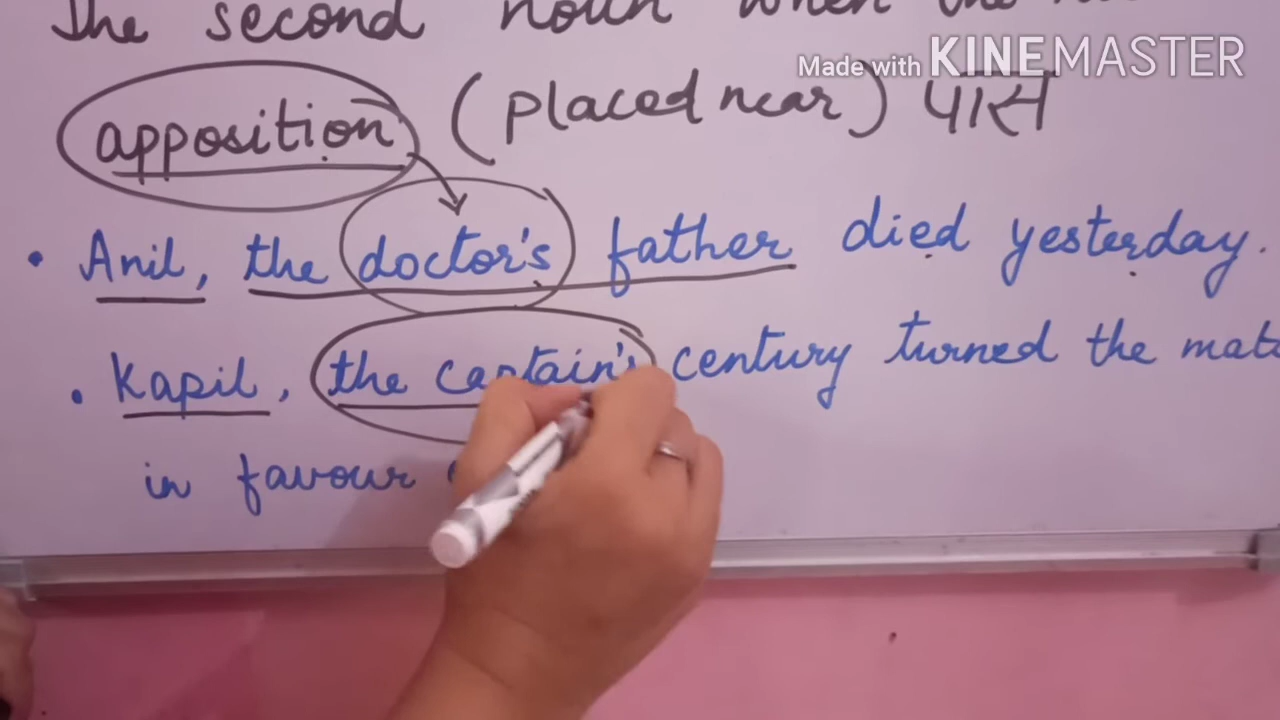 The second noun when the
Made with KINEMASTER
apposition (placed near) पास
• Anil, the doctor's father died yesterday.
• Kapil, the captain's century turned the
in favour